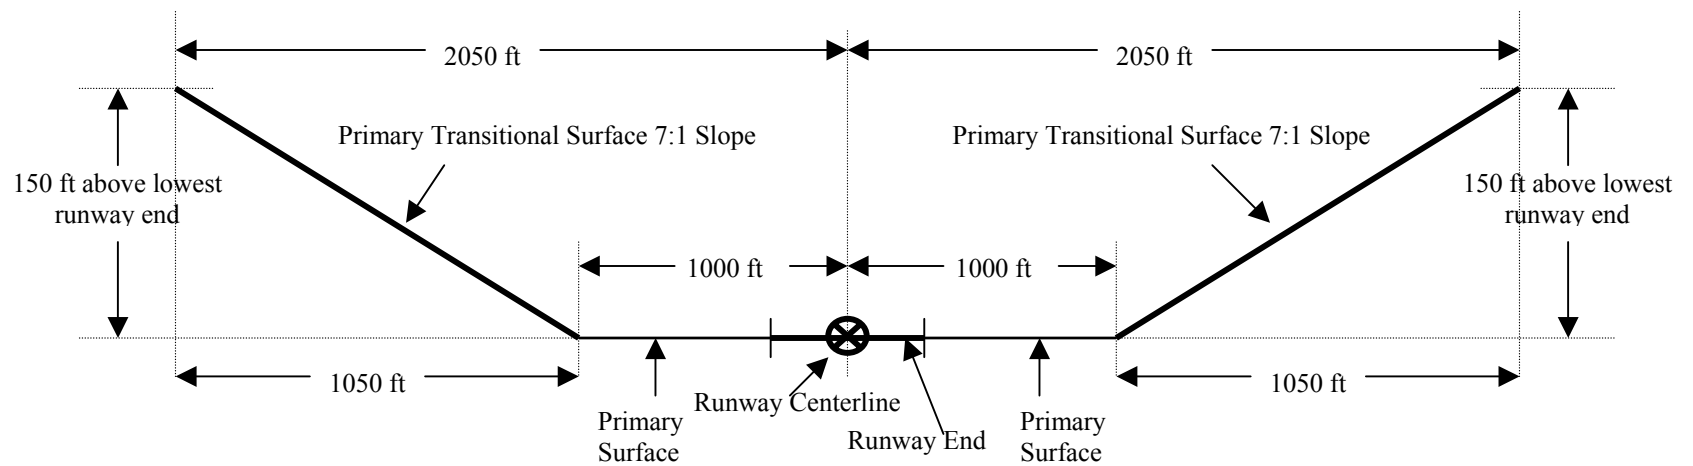 2050 ft
2050 ft
Primary Transitional Surface 7:1 Slope
Primary Transitional Surface 7:1 Slope
150 ft above lowest
runway end
150 ft above lowest
runway end
1000 ft
1000 ft
1050 ft
1050 ft
Runway Centerline
Primary
Surface
Runway End
Primary
Surface